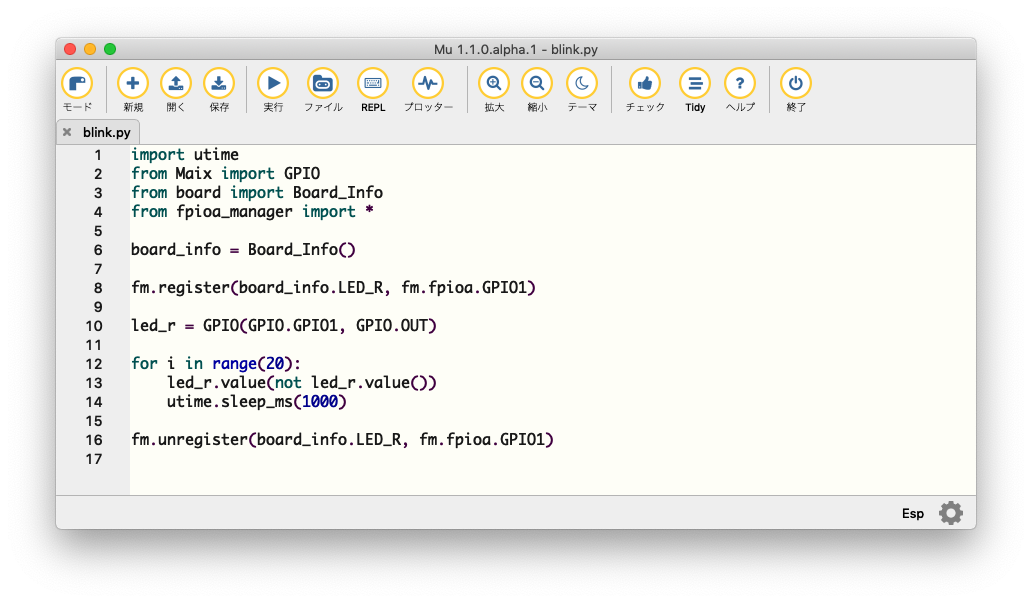 Mu 1.1.0.alpha.1 - blink.py
モード 新規 開く 保存 実行 ファイル REPL プロッター 拡大 縮小 テーマ チェック Tidy ヘルプ 終了
blink.py
1 import utime
2 from Maix import GPIO
3 from board import Board_Info
4 from fpioa_manager import *
5
6 board_info = Board_Info()
7
8 fm.register(board_info.LED_R, fm.fpioa.GPIO1)
9
10 led_r = GPIO(GPIO.GPIO1, GPIO.OUT)
11
12 for i in range(20):
13     led_r.value(not led_r.value())
14     utime.sleep_ms(1000)
15
16 fm.unregister(board_info.LED_R, fm.fpioa.GPIO1)
17
Esp